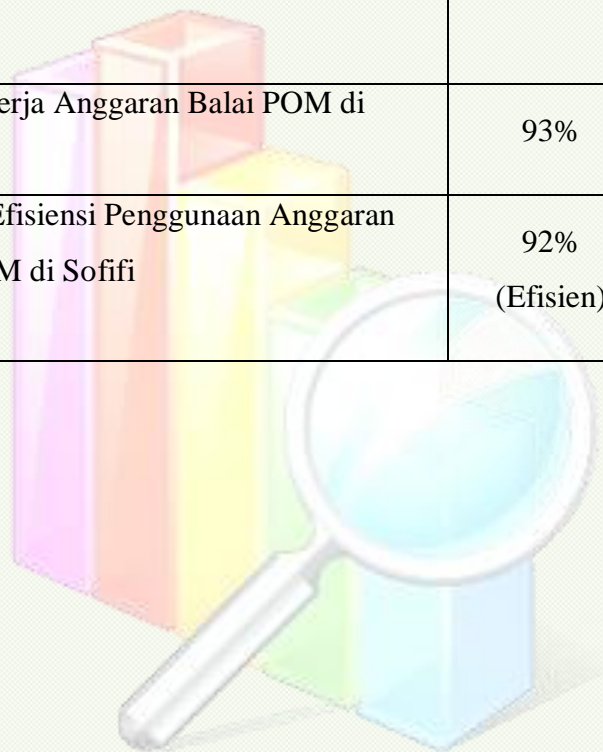 erja Anggaran Balai POM di
93%
Efisiensi Penggunaan Anggaran
M di Sofifi
92%
(Efisien)